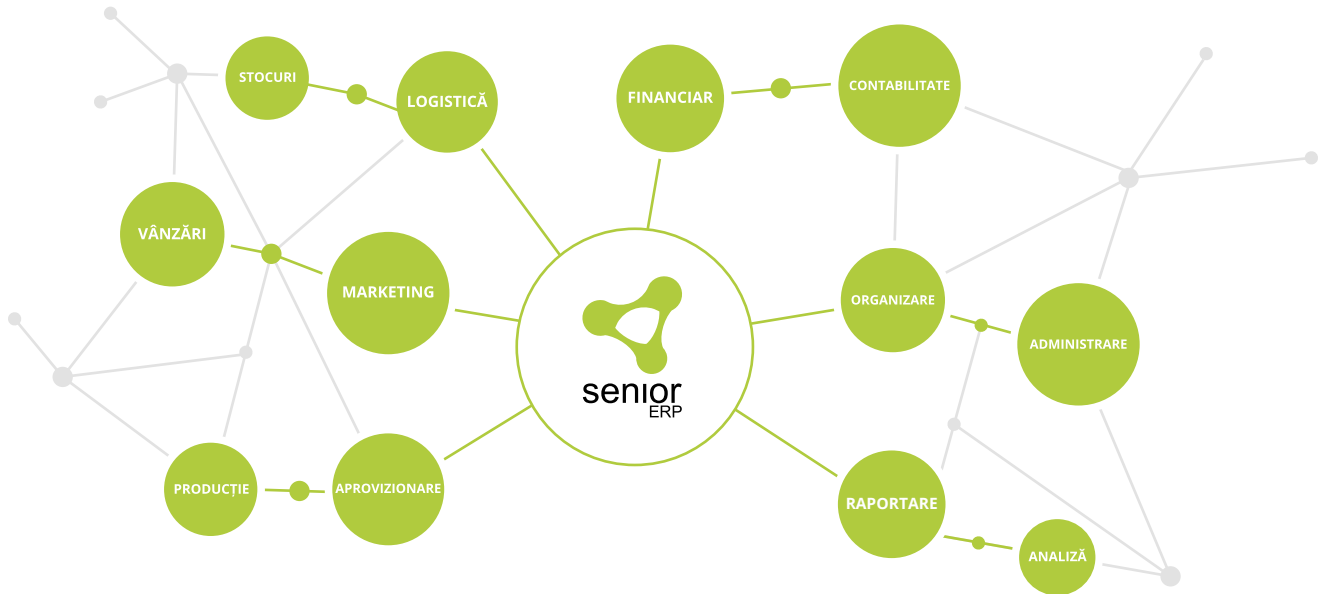 STOCURI
LOGISTICĂ
FINANCIAR
CONTABILITATE
VÂNZĂRI
MARKETING
ORGANIZARE
ADMINISTRARE
senior
ERP
PRODUCȚIE
APROVIZIONARE
RAPORTARE
ANALIZĂ